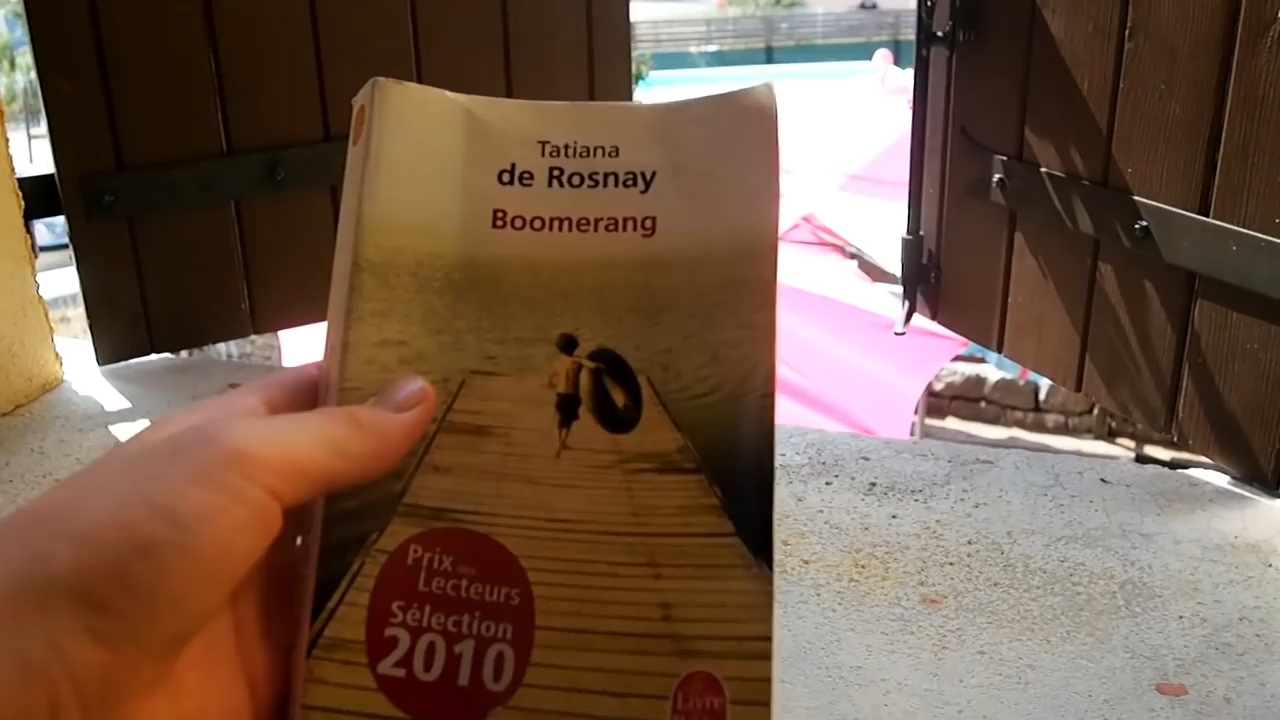 Tatiana
de Rosnay
Boomerang
Prix des
Lecteurs
Sélection
2010
Livre